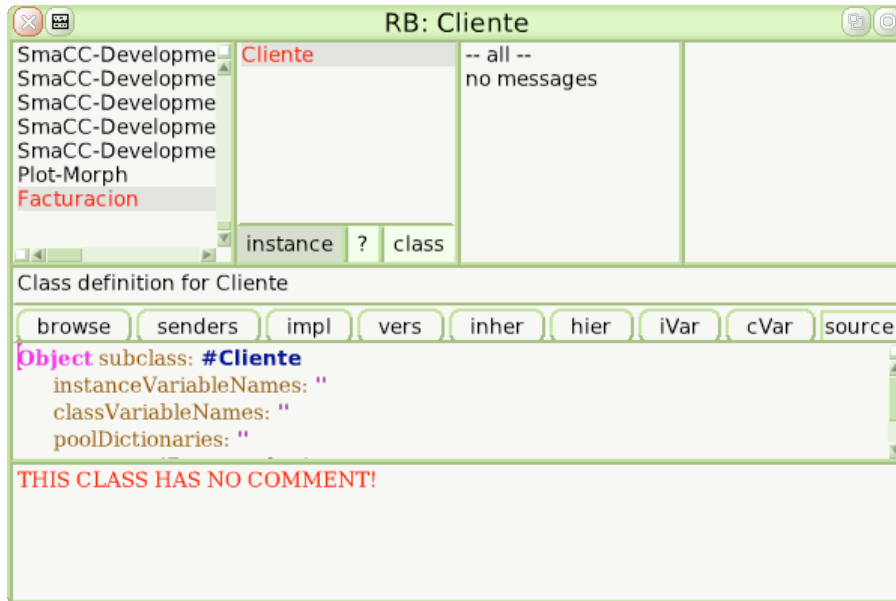 RB: Cliente
SmaCC-Developme
SmaCC-Developme
SmaCC-Developme
SmaCC-Developme
SmaCC-Developme
Plot-Morph
Facturacion
Cliente
instance ? class
-- all --
no messages
Class definition for Cliente
browse senders impl vers inher hier iVar cVar source
Object subclass: #Cliente
instanceVariableNames: ''
classVariableNames: ''
poolDictionaries: ''
THIS CLASS HAS NO COMMENT!